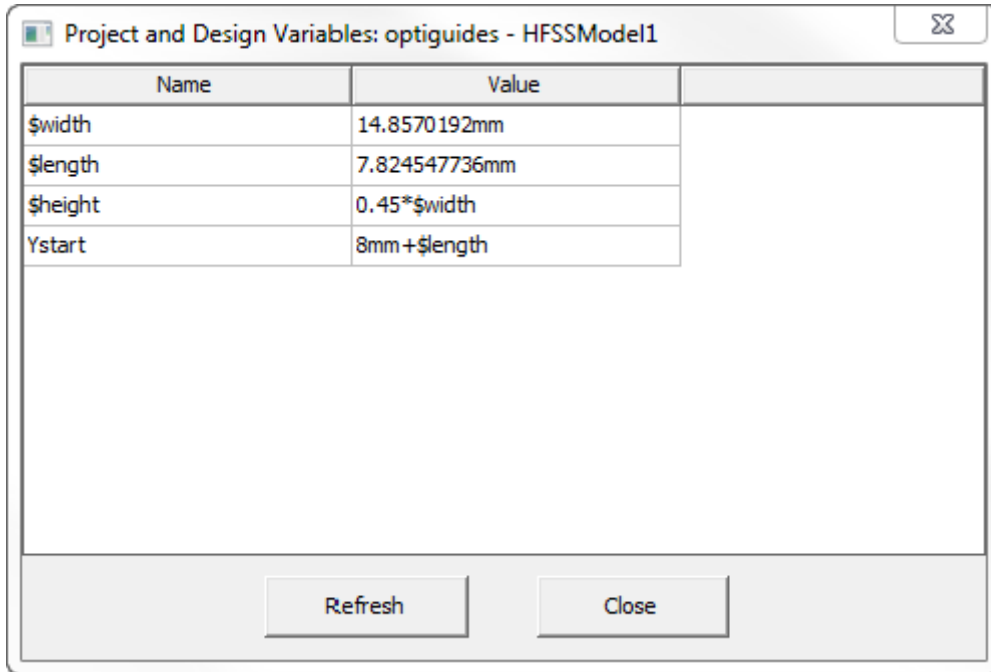 Project and Design Variables: optiguides - HFSSModel1
Name Value
$width 14.8570192mm
$length 7.824547736mm
$height 0.45*$width
Ystart 8mm+$length
Refresh Close